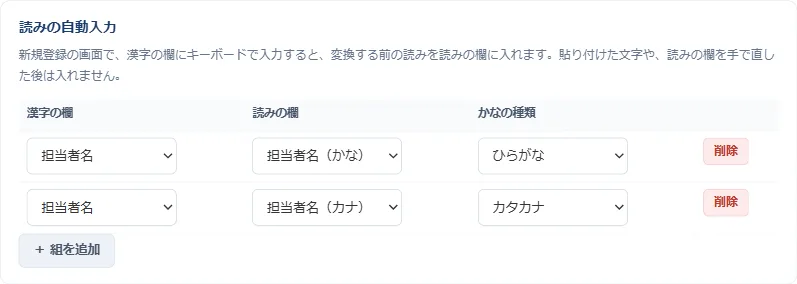 読みの自動入力
新規登録の画面で、漢字の欄にキーボードで入力すると、変換する前の読みを読みの欄に入れます。貼り付けた文字や、読みの欄を手で直し
た後は入れません。
漢字の欄 読みの欄 かなの種類
担当者名 担当者名（かな） ひらがな 削除
担当者名 担当者名（カナ） カタカナ 削除
+ 組を追加